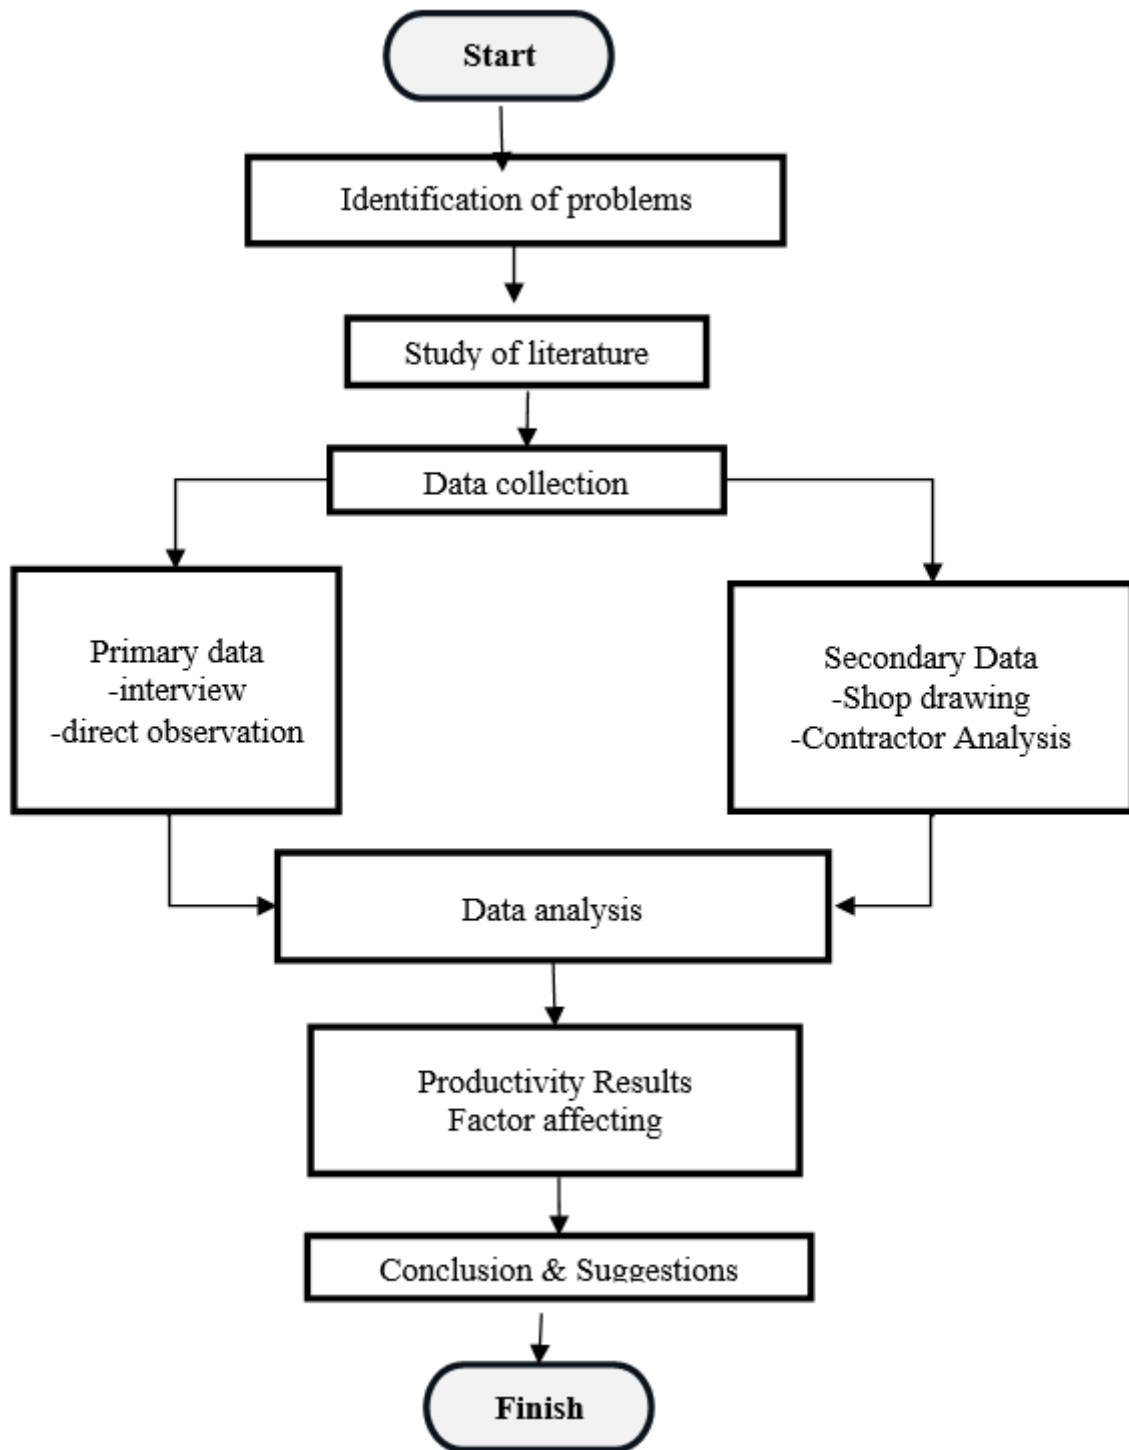 Start
Identification of problems
Study of literature
Data collection
Primary data
-interview
-direct observation
Secondary Data
-Shop drawing
-Contractor Analysis
Data analysis
Productivity Results
Factor affecting
Conclusion & Suggestions
Finish